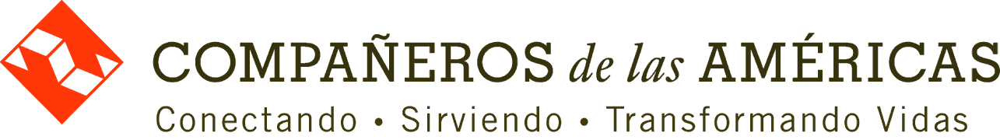 COMPAÑEROS de las AMÉRICAS
Conectando • Sirviendo • Transformando Vidas